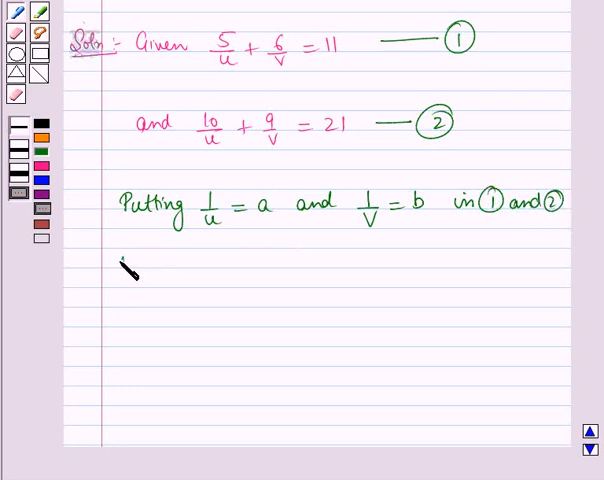 Soln:- Given 5/u + 6/v = 11 ——— ①
and 10/u + 9/v = 21 —— ②
Putting 1/u = a and 1/v = b in ① and ②